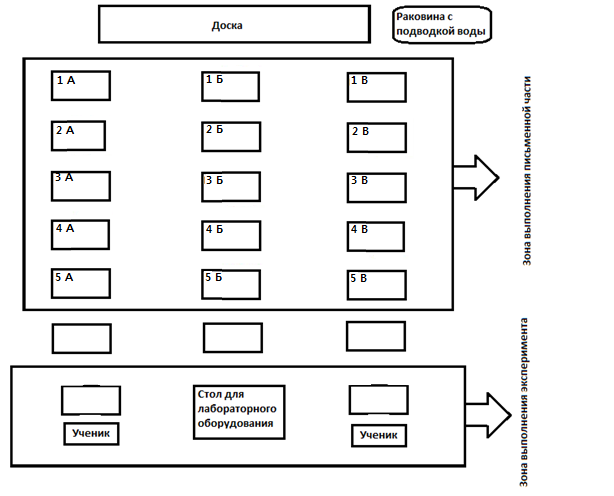 Доска
Раковина с
подводкой воды
1 А
1 Б
1 В
2 А
2 Б
2 В
3 А
3 Б
3 В
4 А
4 Б
4 В
5 А
5 Б
5 В
Зона выполнения письменной части
Стол для
лабораторного
оборудования
Ученик
Ученик
Зона выполнения эксперимента